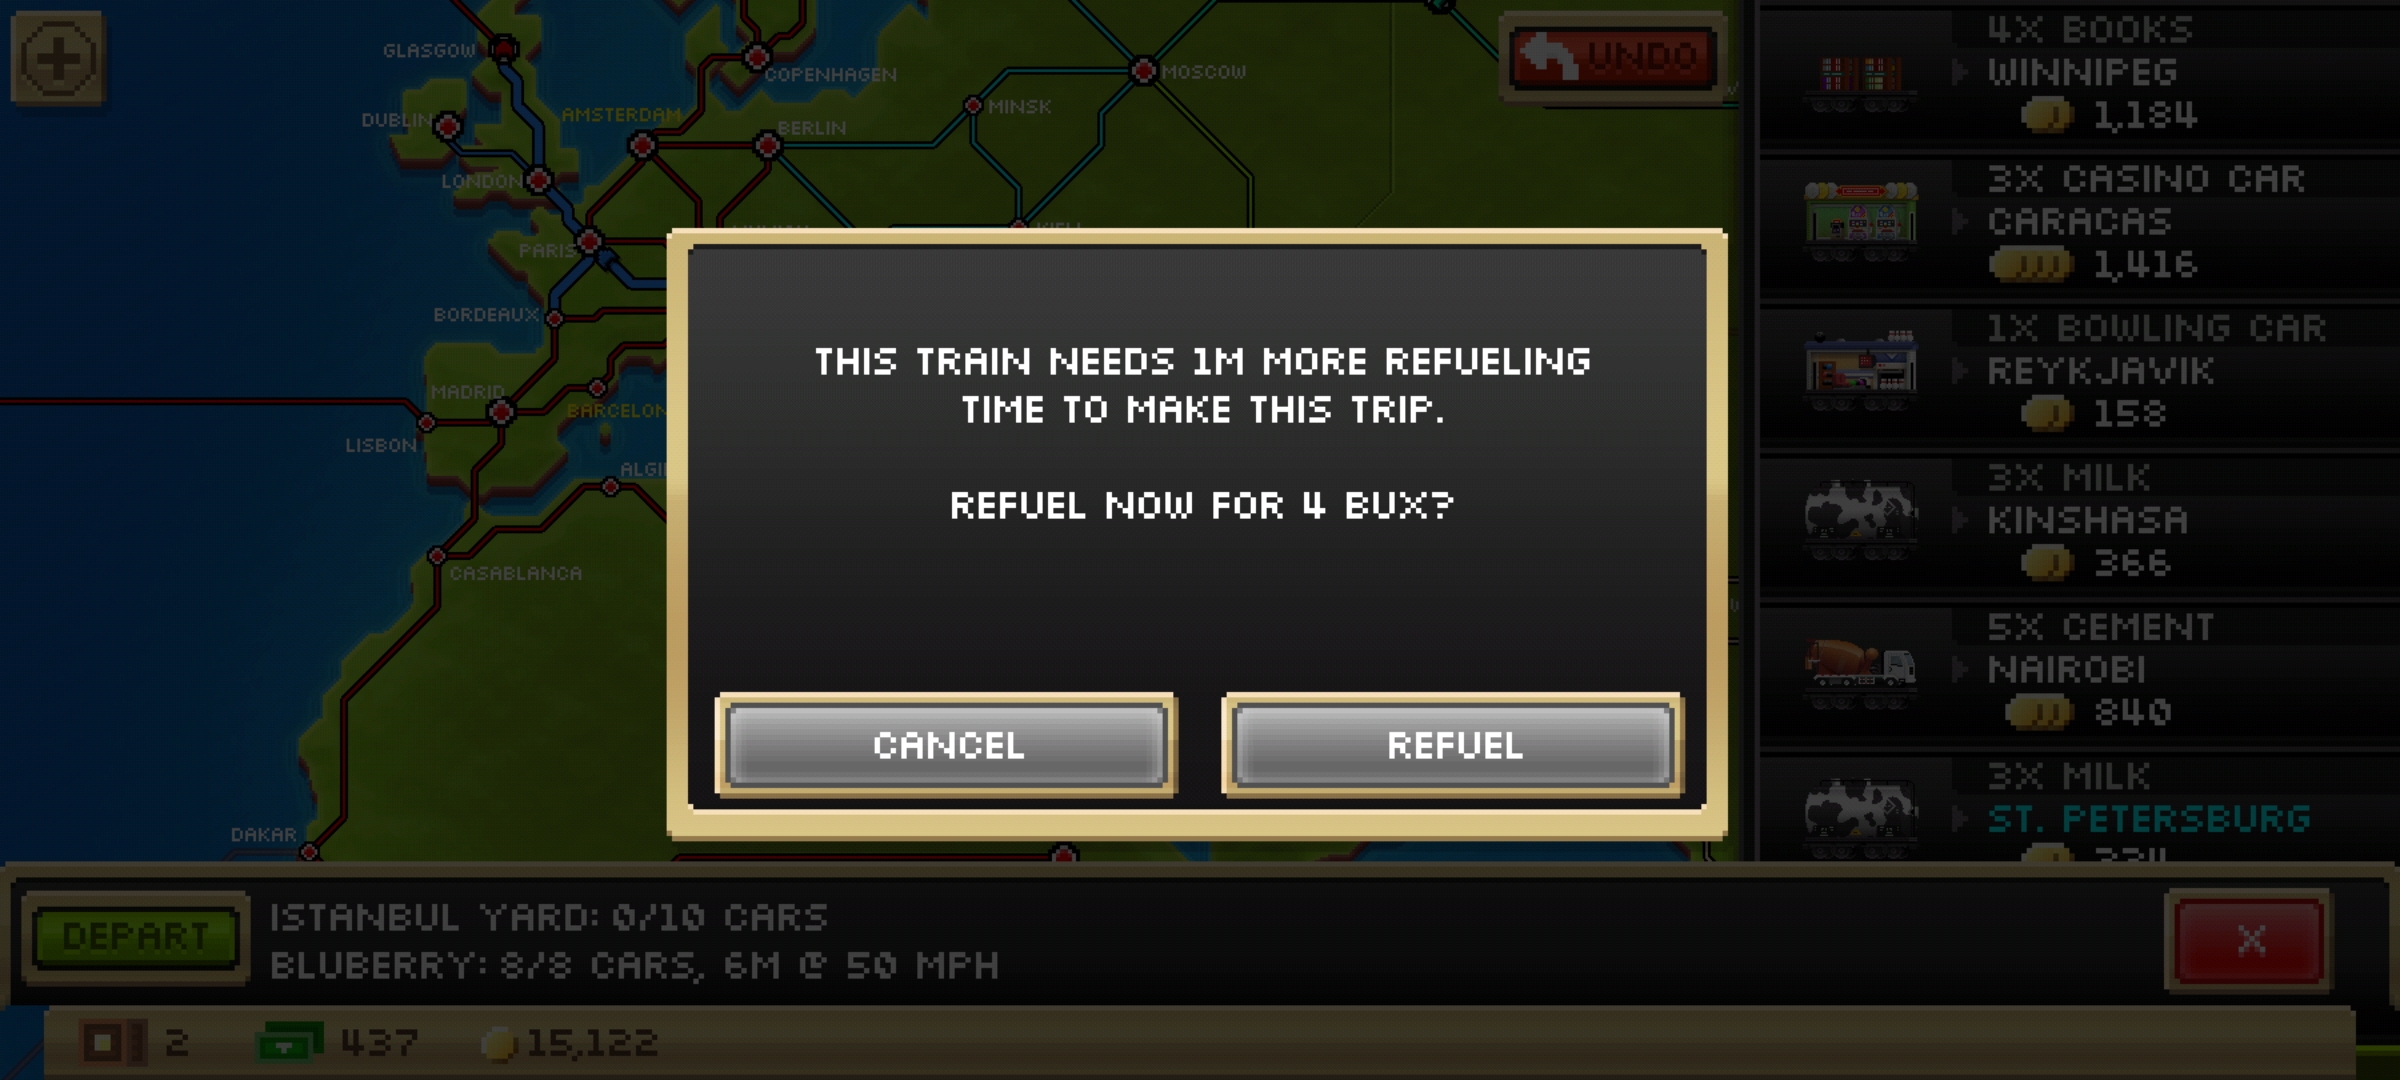 GLASGOW
COPENHAGEN
MOSCOW
UNDO
MINSK
AMSTERDAM
DUBLIN
BERLIN
LONDON
PARIS
BORDEAUX
MADRID
LISBON
CASABLANCA
DAKAR
THIS TRAIN NEEDS 1M MORE REFUELING
TIME TO MAKE THIS TRIP.
REFUEL NOW FOR 4 BUX?
CANCEL
REFUEL
4X BOOKS
WINNIPEG
1,184
3X CASINO CAR
CARACAS
1,416
1X BOWLING CAR
REYKJAVIK
158
3X MILK
KINSHASA
366
5X CEMENT
NAIROBI
840
3X MILK
ST. PETERSBURG
DEPART
ISTANBUL YARD: 0/10 CARS
BLUBERRY: 8/8 CARS, 6M @ 50 MPH
X
2
437
15,122